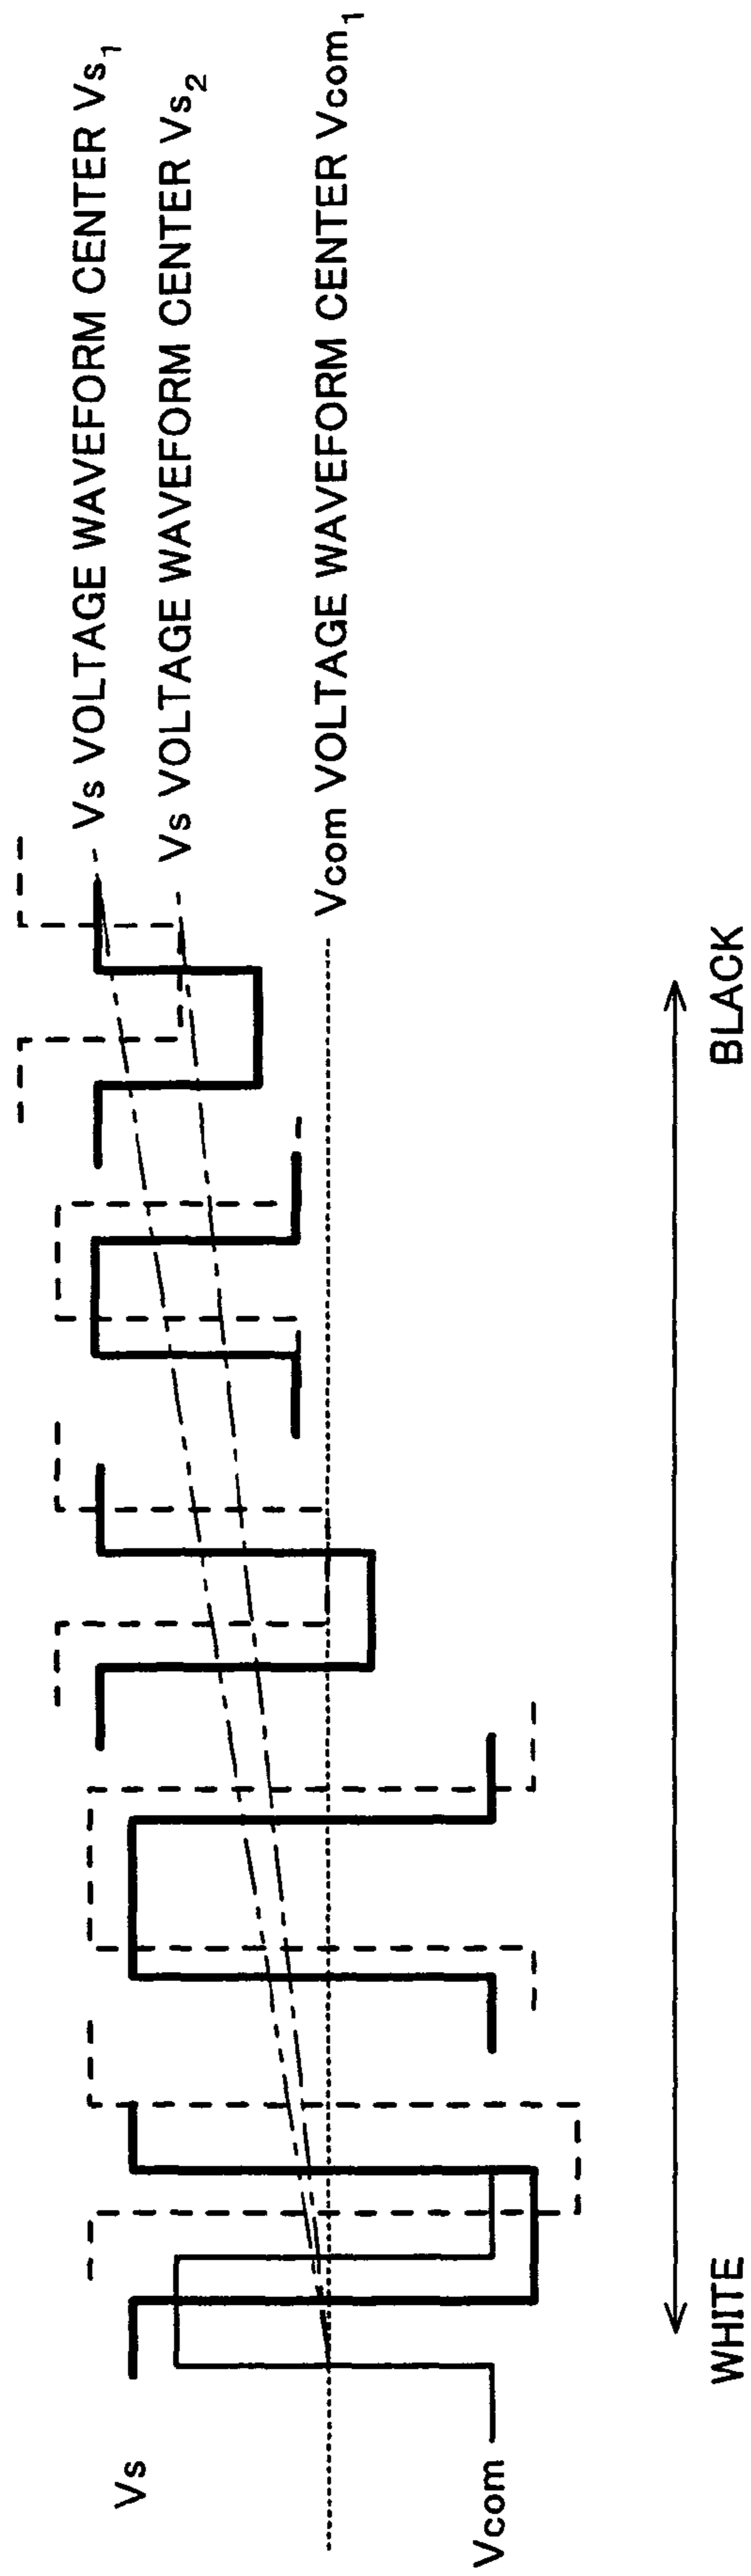 Vs VOLTAGE WAVEFORM CENTER Vs1
Vs VOLTAGE WAVEFORM CENTER Vs2
Vcom VOLTAGE WAVEFORM CENTER Vcom1
Vs
Vcom
WHITE
BLACK